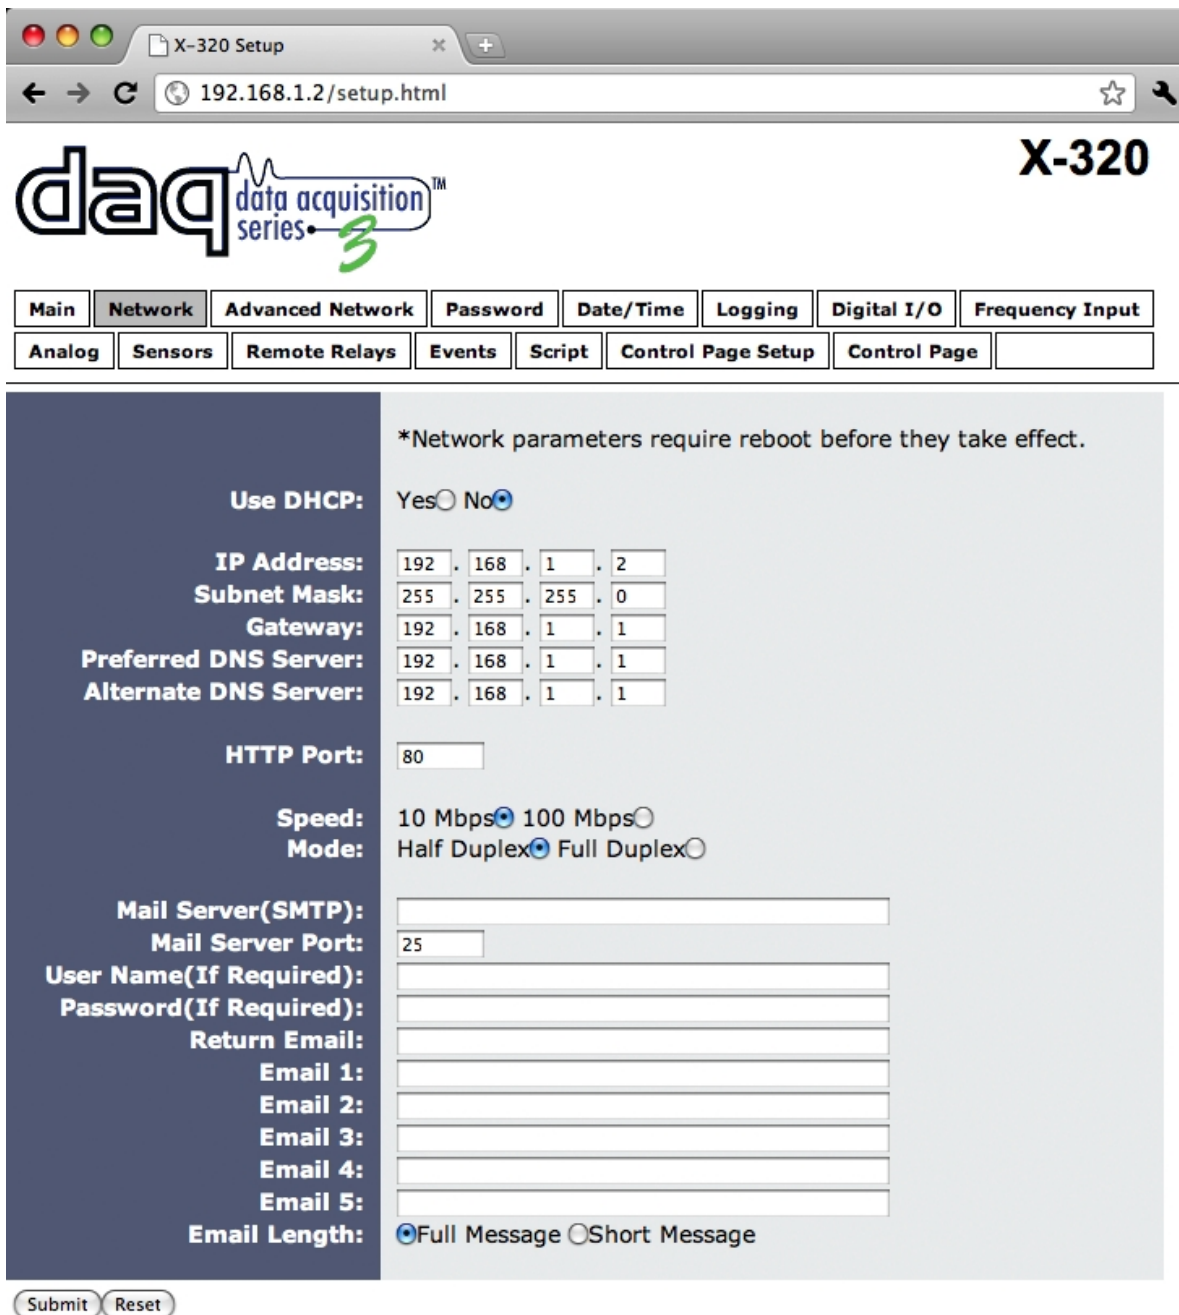 X-320 Setup
192.168.1.2/setup.html
X-320
daq data acquisition series 3 TM
Main Network Advanced Network Password Date/Time Logging Digital I/O Frequency Input
Analog Sensors Remote Relays Events Script Control Page Setup Control Page
*Network parameters require reboot before they take effect.
Use DHCP: Yes No
IP Address: 192 . 168 . 1 . 2
Subnet Mask: 255 . 255 . 255 . 0
Gateway: 192 . 168 . 1 . 1
Preferred DNS Server: 192 . 168 . 1 . 1
Alternate DNS Server: 192 . 168 . 1 . 1
HTTP Port: 80
Speed: 10 Mbps 100 Mbps
Mode: Half Duplex Full Duplex
Mail Server(SMTP):
Mail Server Port: 25
User Name(If Required):
Password(If Required):
Return Email:
Email 1:
Email 2:
Email 3:
Email 4:
Email 5:
Email Length: Full Message Short Message
Submit Reset